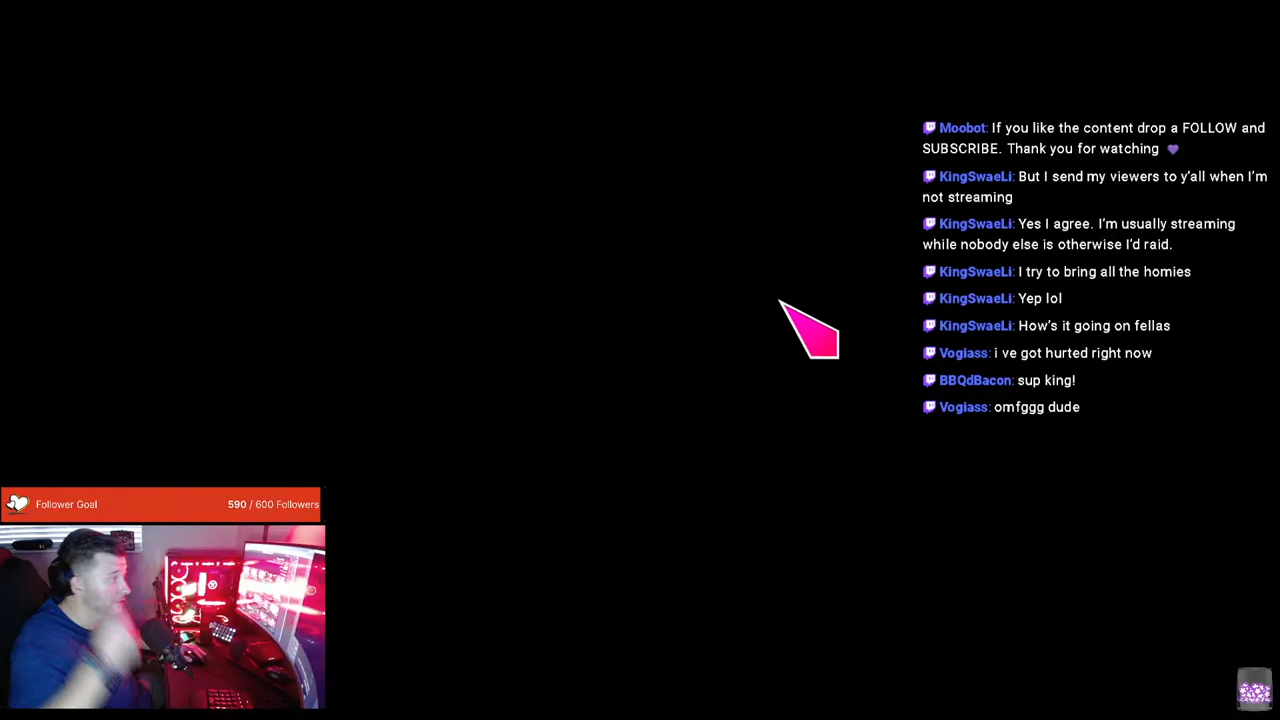 Moobot: If you like the content drop a FOLLOW and
SUBSCRIBE. Thank you for watching 💜
KingSwaeLi: But I send my viewers to y'all when I'm
not streaming
KingSwaeLi: Yes I agree. I'm usually streaming
while nobody else is otherwise I'd raid.
KingSwaeLi: I try to bring all the homies
KingSwaeLi: Yep lol
KingSwaeLi: How's it going on fellas
Vogiass: i ve got hurted right now
BBQdBacon: sup king!
Vogiass: omfggg dude
Follower Goal 590 / 600 Followers